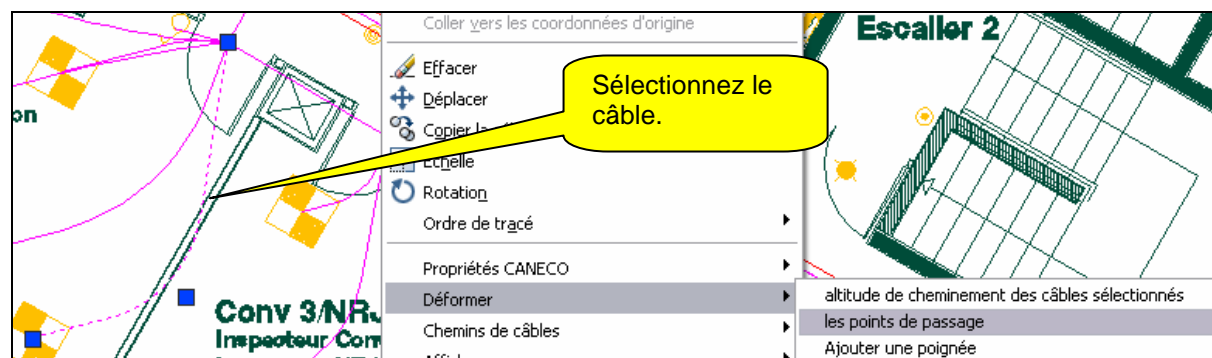 Coller vers les coordonnées d'origine
Effacer
Déplacer
Copier la
Echelle
Rotation
Ordre de tracé
Propriétés CANECO
Déformer
Chemins de câbles
Sélectionnez le
câble.
altitude de cheminement des câbles sélectionnés
les points de passage
Ajouter une poignée
Escalier 2
on
Conv 3/NR
Inspecteur Com